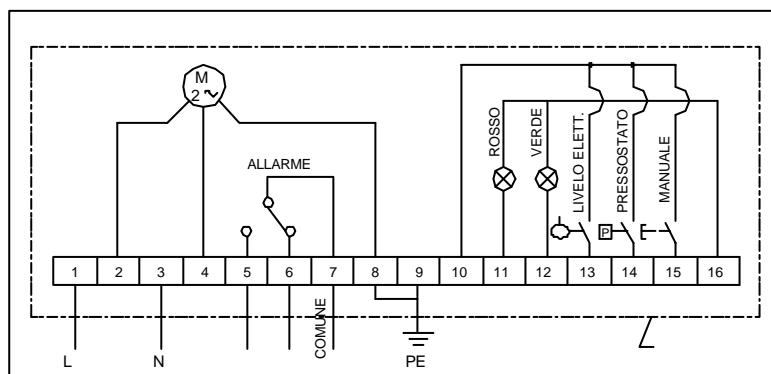 M
2~
ALLARME
ROSSO
VERDE
LIVELO ELETT.
PRESSOSTATO
MANUALE
P
1 2 3 4 5 6 7 8 9 10 11 12 13 14 15 16
L
N
COMUNE
PE